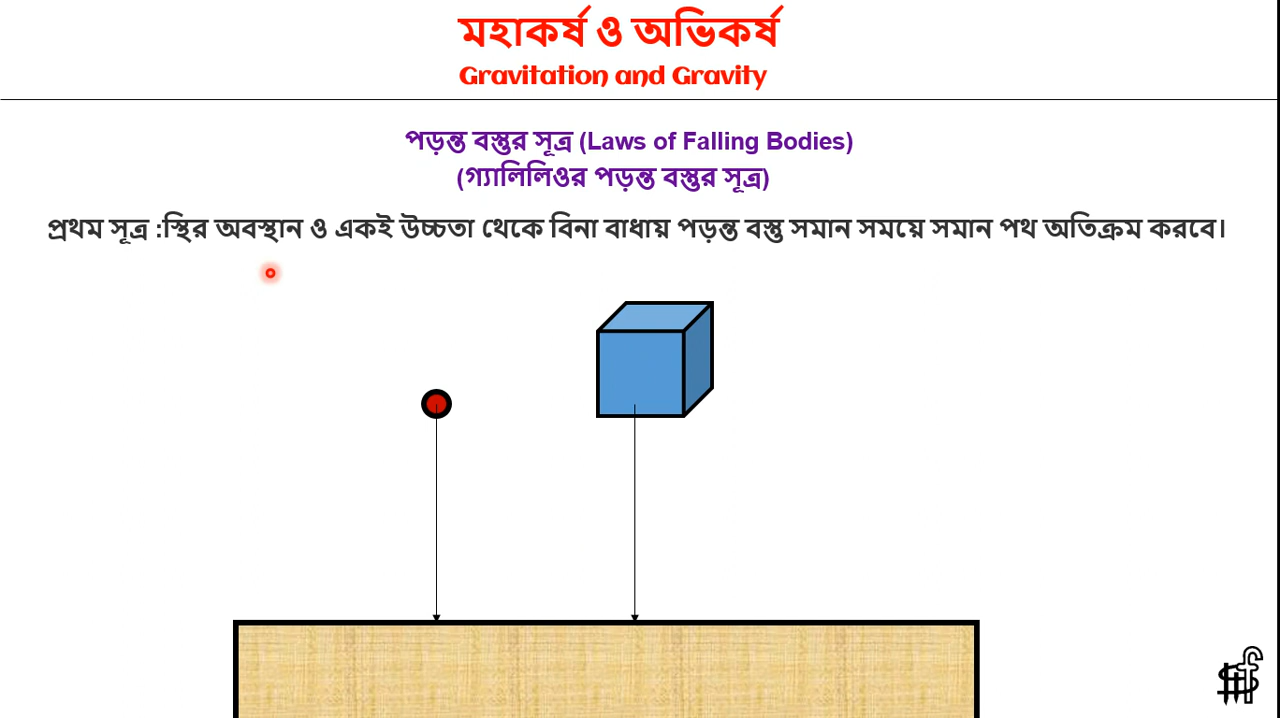 মহাকর্ষ ও অভিকর্ষ
Gravitation and Gravity
পড়ন্ত বস্তুর সূত্র (Laws of Falling Bodies)
(গ্যালিলিওর পড়ন্ত বস্তুর সূত্র)
প্রথম সূত্র :স্থির অবস্থান ও একই উচ্চতা থেকে বিনা বাধায় পড়ন্ত বস্তু সমান সময়ে সমান পথ অতিক্রম করবে।